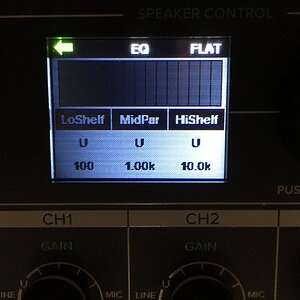 SPEAKER CONTROL
EQ FLAT
LoShelf MidPar HiShelf
U U U
100 1.00k 10.0k
PUS
CH1 CH2
GAIN GAIN
LINE MIC LINE MIC